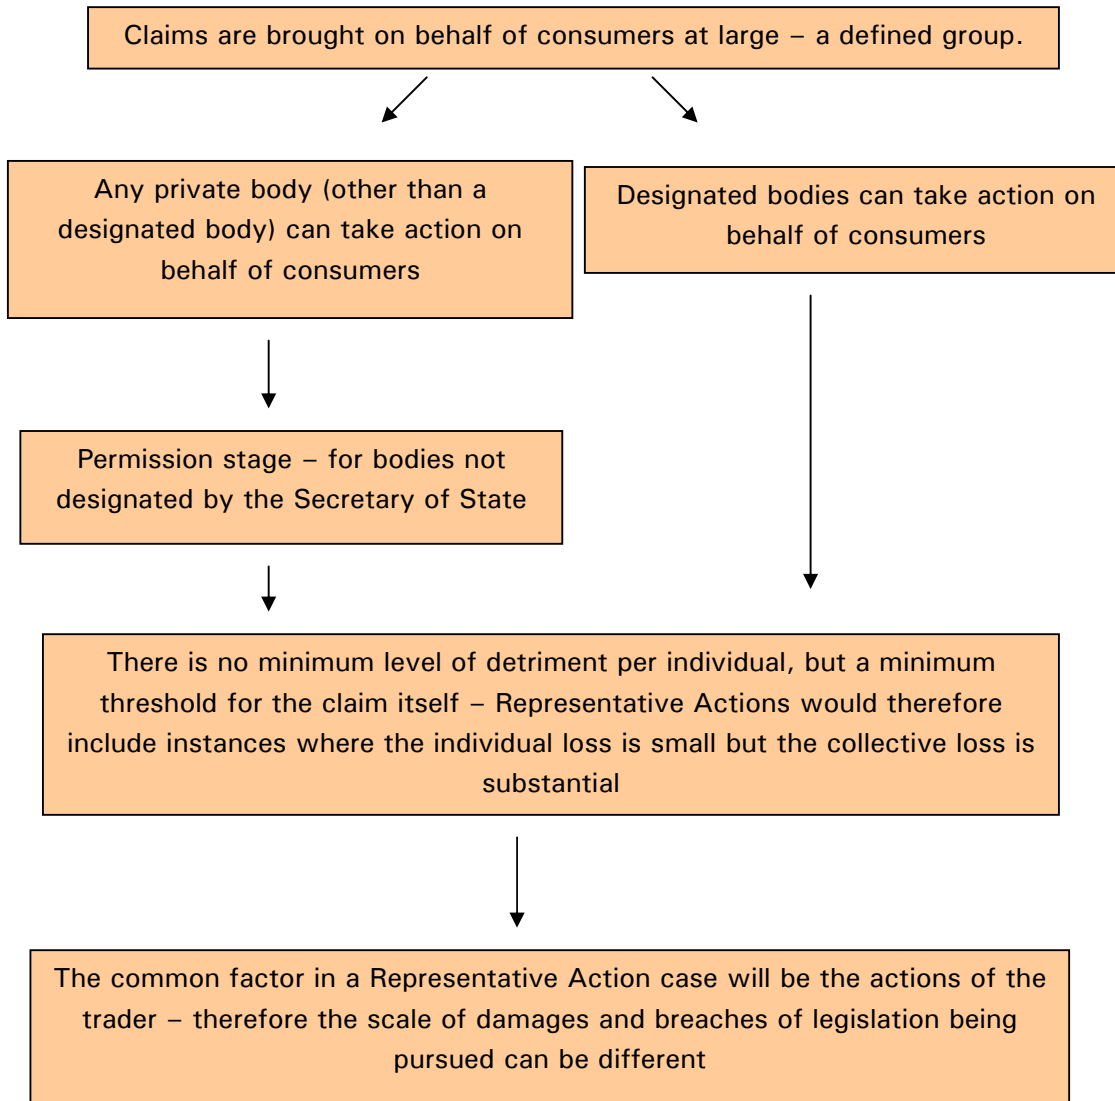 Claims are brought on behalf of consumers at large – a defined group.
Any private body (other than a
designated body) can take action on
behalf of consumers
Designated bodies can take action on
behalf of consumers
Permission stage – for bodies not
designated by the Secretary of State
There is no minimum level of detriment per individual, but a minimum
threshold for the claim itself – Representative Actions would therefore
include instances where the individual loss is small but the collective loss is
substantial
The common factor in a Representative Action case will be the actions of the
trader – therefore the scale of damages and breaches of legislation being
pursued can be different